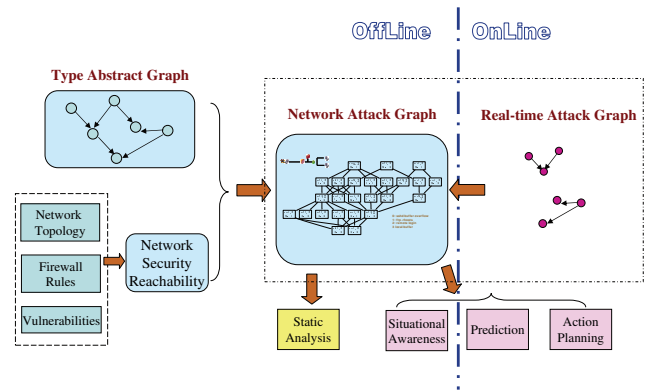 OffLine OnLine
Type Abstract Graph
Network Attack Graph
Real-time Attack Graph
Network
Topology
Firewall
Rules
Vulnerabilities
Network
Security
Reachability
Static
Analysis
Situational
Awareness
Prediction
Action
Planning